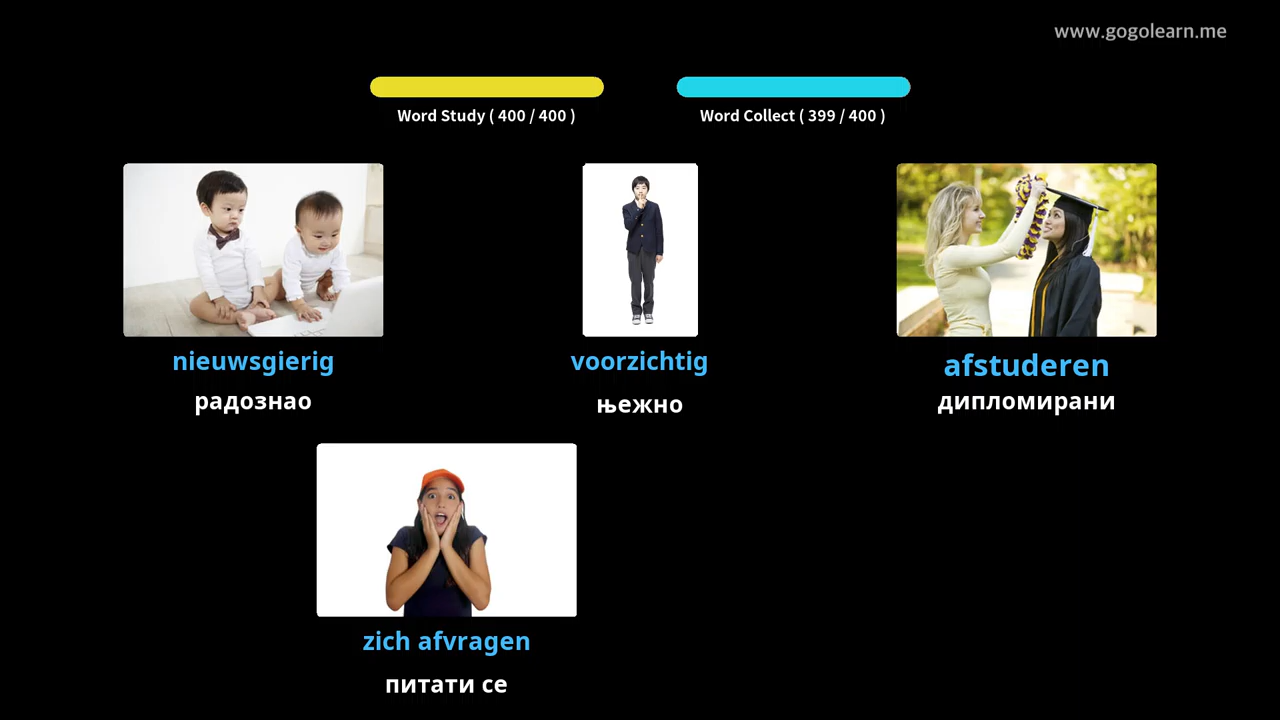 www.gogolearn.me
Word Study ( 400 / 400 )
Word Collect ( 399 / 400 )
nieuwsgierig
радознао
voorzichtig
њежно
afstuderen
дипломирани
zich afvragen
питати се